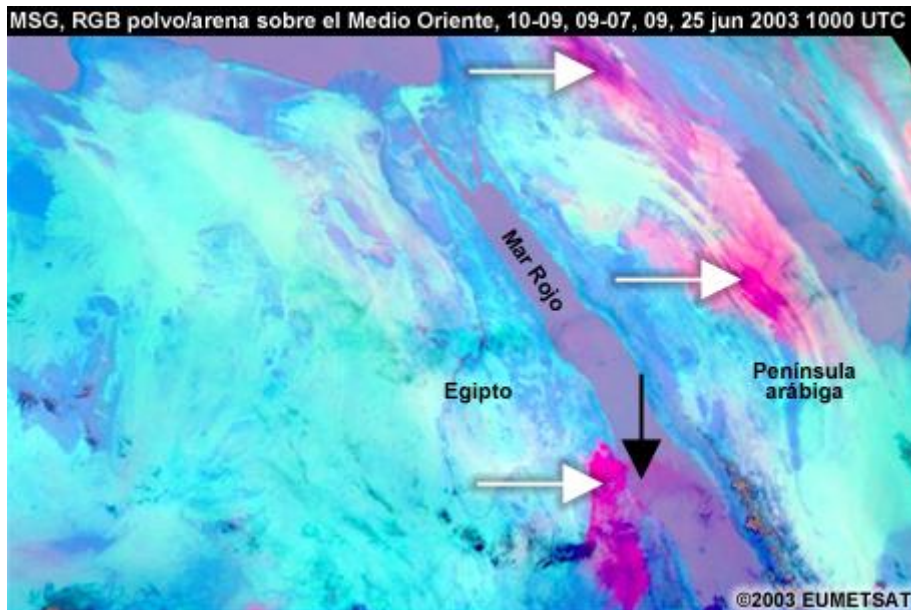 MSG, RGB polvo/arena sobre el Medio Oriente, 10-09, 09-07, 09, 25 jun 2003 1000 UTC
Mar Rojo
Egipto
Península
arábiga
©2003 EUMETSAT